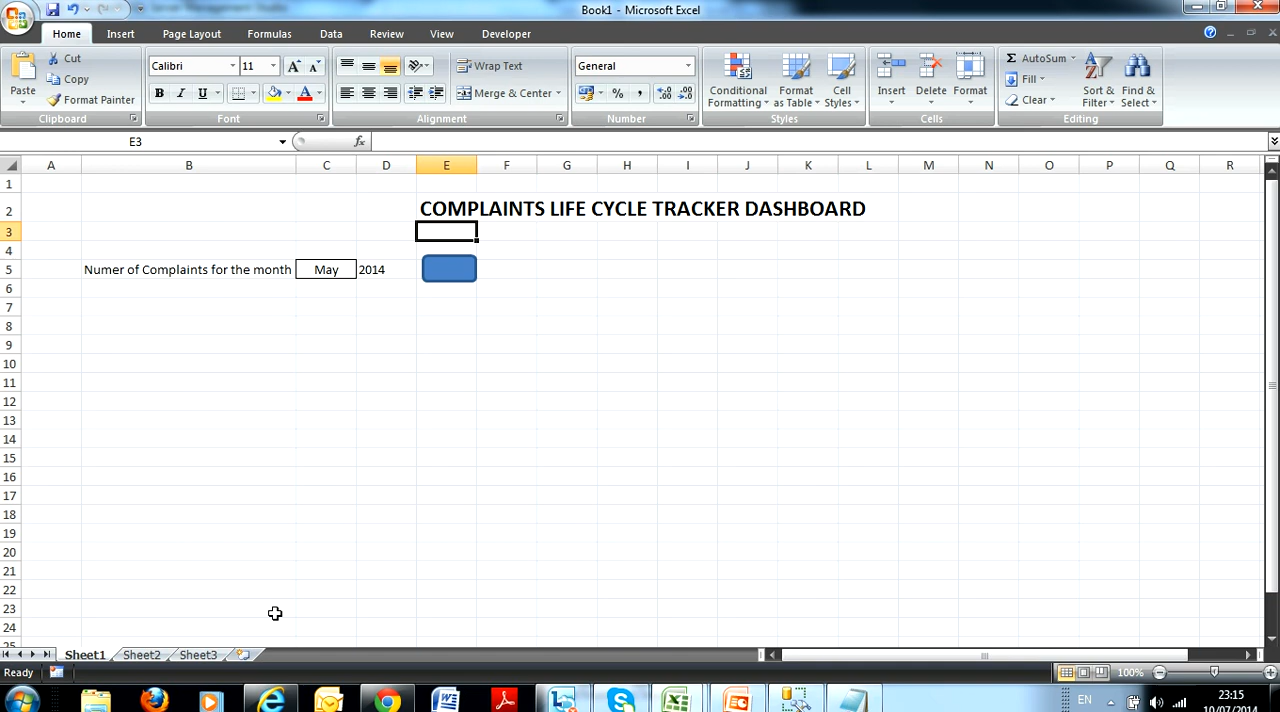 Book1 - Microsoft Excel
Home Insert Page Layout Formulas Data Review View Developer
Paste
Cut
Copy
Format Painter
Clipboard
Calibri 11
B I U
Font
Wrap Text
Merge & Center
Alignment
General
% ,
Number
Conditional Formatting
Format as Table
Cell Styles
Styles
Insert Delete Format
Cells
AutoSum
Fill
Clear
Sort & Filter
Find & Select
Editing
E3 fx
A B C D E F G H I J K L M N O P Q R
1
2 COMPLAINTS LIFE CYCLE TRACKER DASHBOARD
3
4
5 Numer of Complaints for the month May 2014
6
7
8
9
10
11
12
13
14
15
16
17
18
19
20
21
22
23
24
25
Sheet1 Sheet2 Sheet3
Ready 100%
EN 23:15
10/07/2014